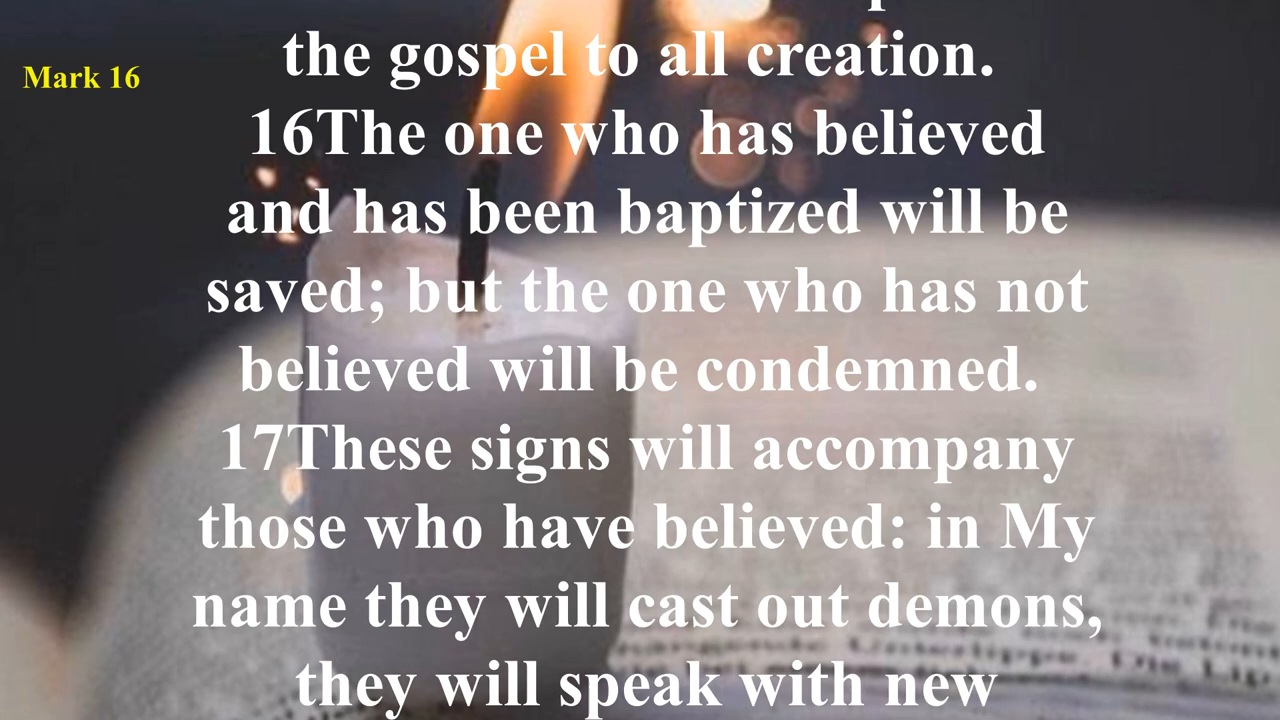 Mark 16
the gospel to all creation.
16The one who has believed
and has been baptized will be
saved; but the one who has not
believed will be condemned.
17These signs will accompany
those who have believed: in My
name they will cast out demons,
they will speak with new